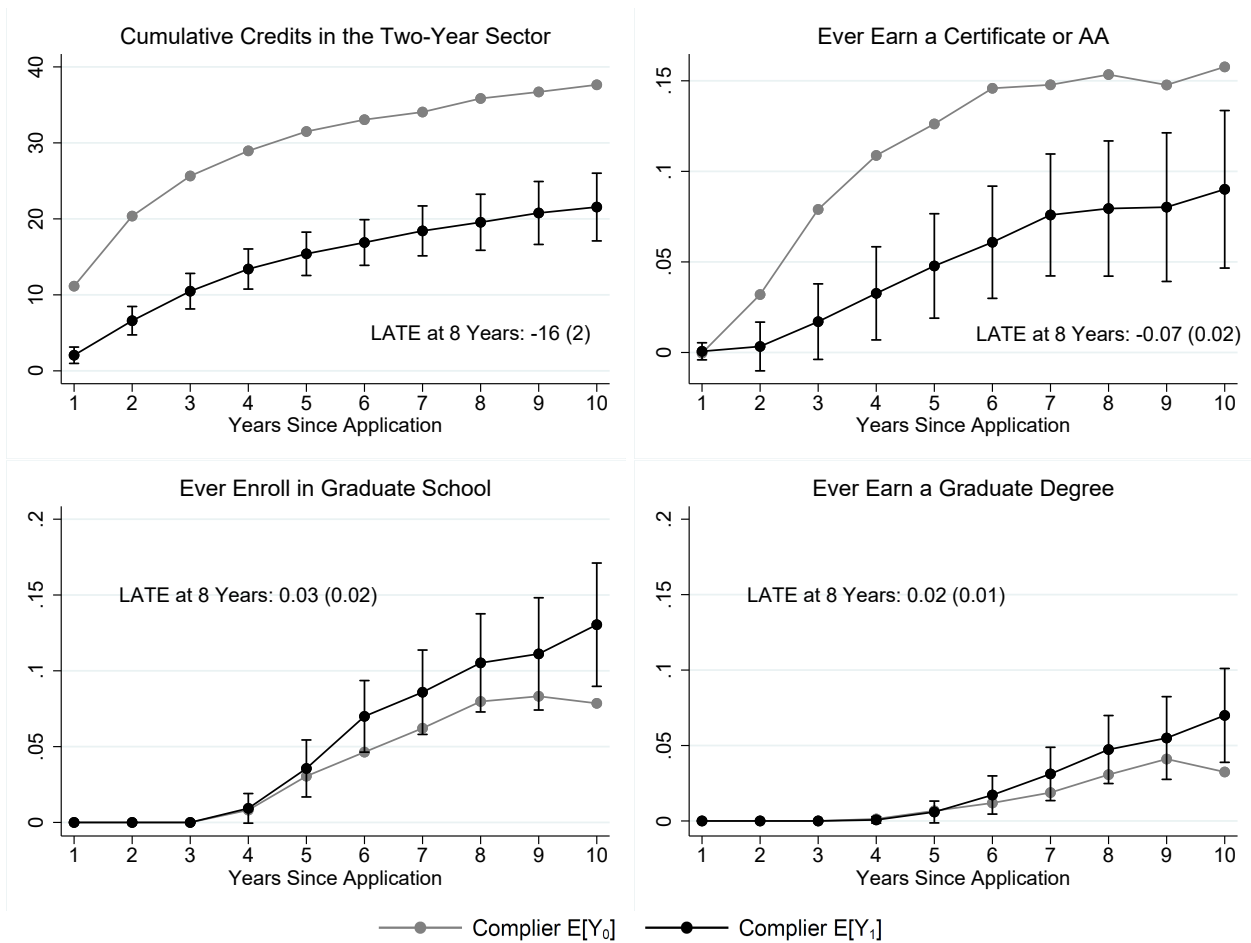 Cumulative Credits in the Two-Year Sector
40
30
20
10
0
LATE at 8 Years: -16 (2)
1 2 3 4 5 6 7 8 9 10
Years Since Application
Ever Earn a Certificate or AA
.15
.1
.05
0
LATE at 8 Years: -0.07 (0.02)
1 2 3 4 5 6 7 8 9 10
Years Since Application
Ever Enroll in Graduate School
.2
.15
.1
.05
0
LATE at 8 Years: 0.03 (0.02)
1 2 3 4 5 6 7 8 9 10
Years Since Application
Ever Earn a Graduate Degree
.2
.15
.1
.05
0
LATE at 8 Years: 0.02 (0.01)
1 2 3 4 5 6 7 8 9 10
Years Since Application
Complier E[Y₀] Complier E[Y₁]